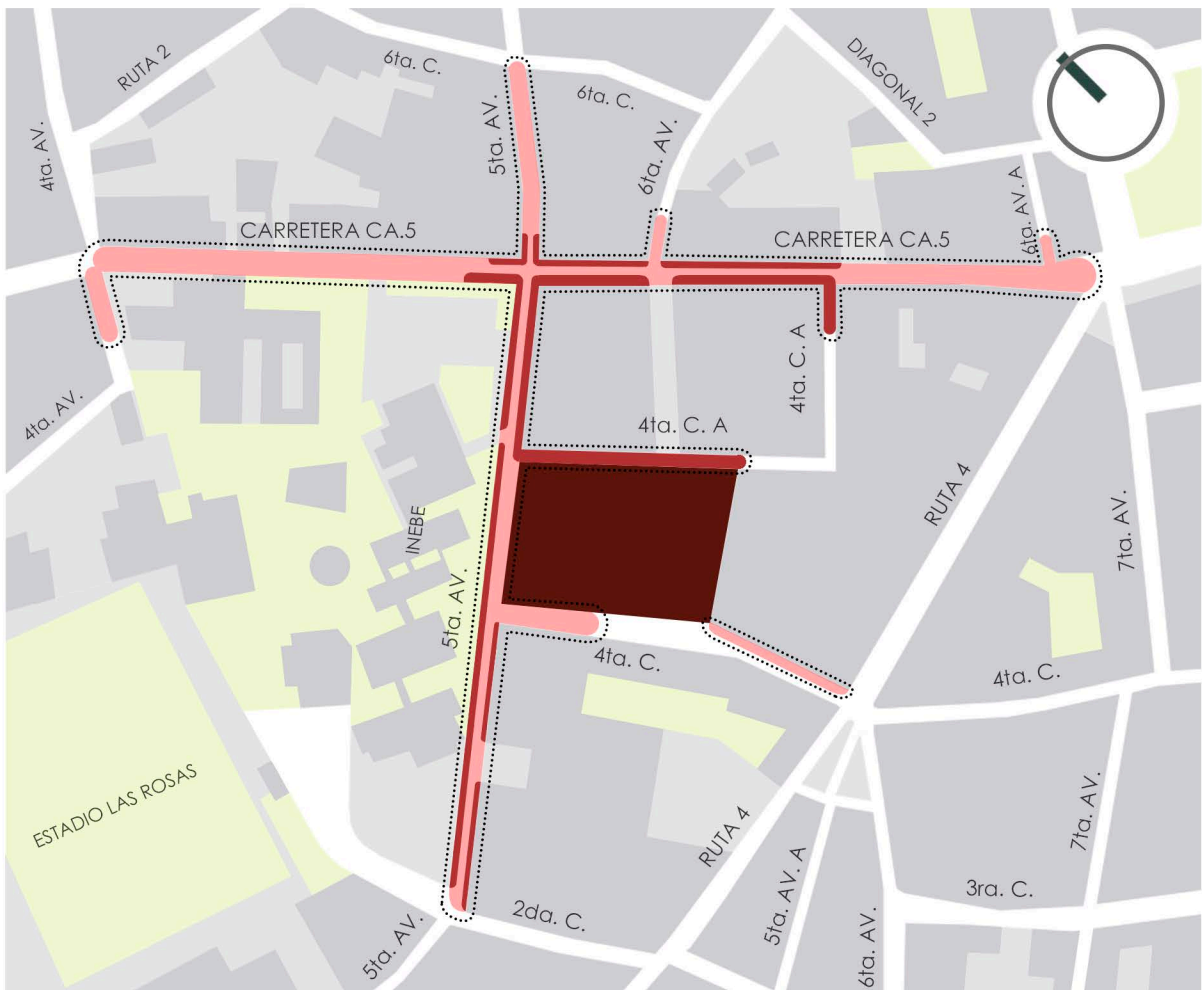 RUTA 2
6ta. C.
DIAGONAL 2
6ta. C.
4ta. AV.
5ta. AV.
6ta. AV.
6ta. AV. A
CARRETERA CA.5
CARRETERA CA.5
4ta. C. A
4ta. AV.
4ta. C. A
RUTA 4
7ta. AV.
INEBE
5ta. AV.
4ta. C.
4ta. C.
ESTADIO LAS ROSAS
RUTA 4
7ta. AV.
5ta. AV. A
3ra. C.
2da. C.
5ta. AV.
6ta. AV.